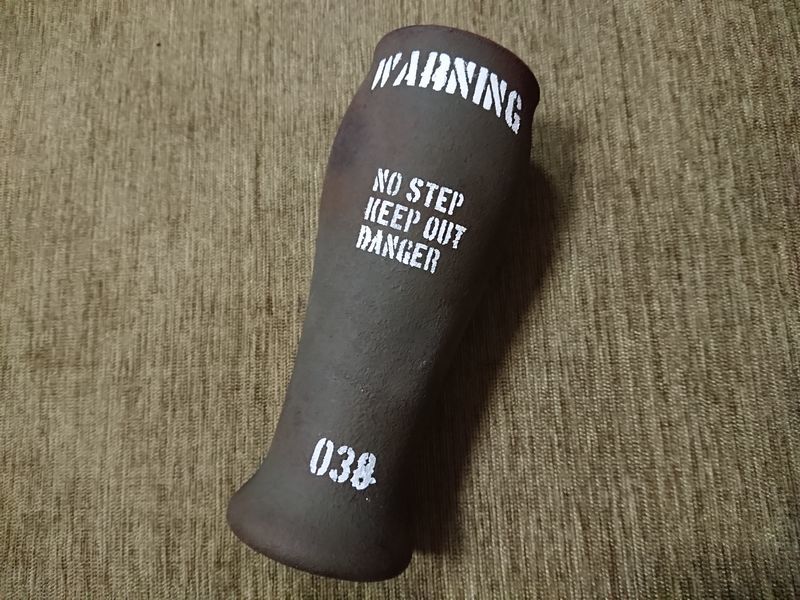 WARNING
NO STEP
KEEP OUT
DANGER
038